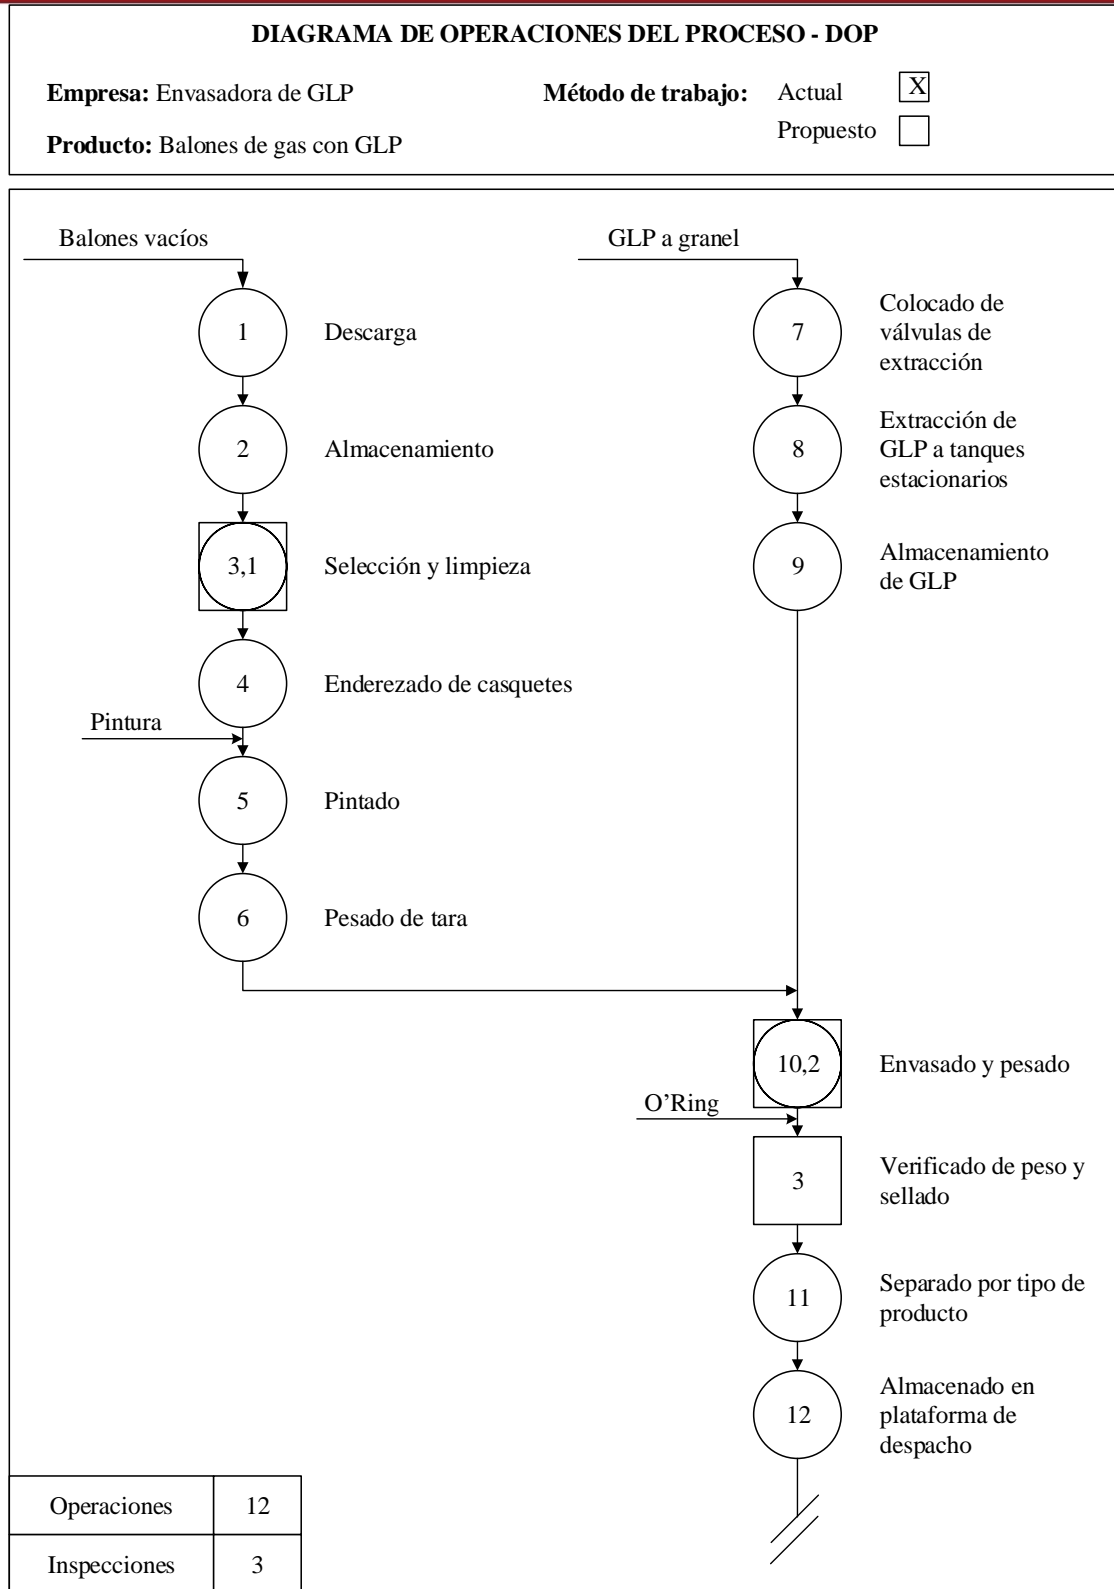 DIAGRAMA DE OPERACIONES DEL PROCESO - DOP
Empresa: Envasadora de GLP
Método de trabajo: Actual X
Producto: Balones de gas con GLP
Propuesto
Balones vacíos
1 Descarga
2 Almacenamiento
3,1 Selección y limpieza
4 Enderezado de casquetes
Pintura
5 Pintado
6 Pesado de tara
GLP a granel
7 Colocado de
válvulas de
extracción
8 Extracción de
GLP a tanques
estacionarios
9 Almacenamiento
de GLP
10,2 Envasado y pesado
O’Ring
3 Verificado de peso y
sellado
11 Separado por tipo de
producto
12 Almacenado en
plataforma de
despacho
Operaciones 12
Inspecciones 3